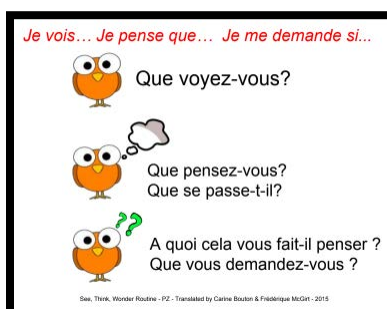 Je vois... Je pense que... Je me demande si...
Que voyez-vous?
Que pensez-vous?
Que se passe-t-il?
??
A quoi cela vous fait-il penser ?
Que vous demandez-vous ?
See, Think, Wonder Routine - PZ - Translated by Carine Bouton & Frédérique McGirt - 2015